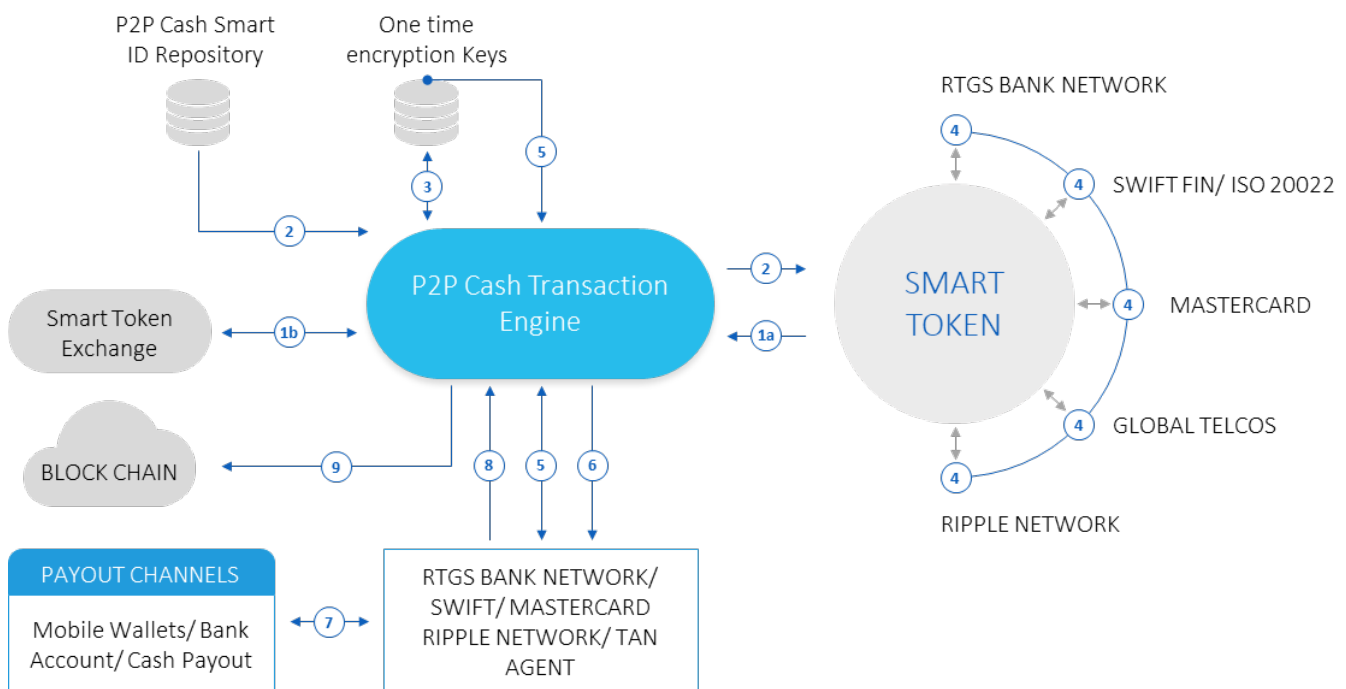 P2P Cash Smart
ID Repository
One time
encryption Keys
RTGS BANK NETWORK
4
4
SWIFT FIN/ ISO 20022
5
3
2
P2P Cash Transaction
Engine
2
SMART
TOKEN
4
MASTERCARD
Smart Token
Exchange
1b
1a
4
GLOBAL TELCOS
BLOCK CHAIN
9
8
5
6
4
RIPPLE NETWORK
PAYOUT CHANNELS
Mobile Wallets/ Bank
Account/ Cash Payout
7
RTGS BANK NETWORK/
SWIFT/ MASTERCARD
RIPPLE NETWORK/ TAN
AGENT